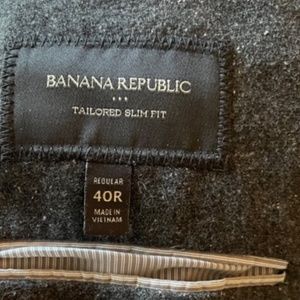 BANANA REPUBLIC
TAILORED SLIM FIT
REGULAR
40R
MADE IN
VIETNAM